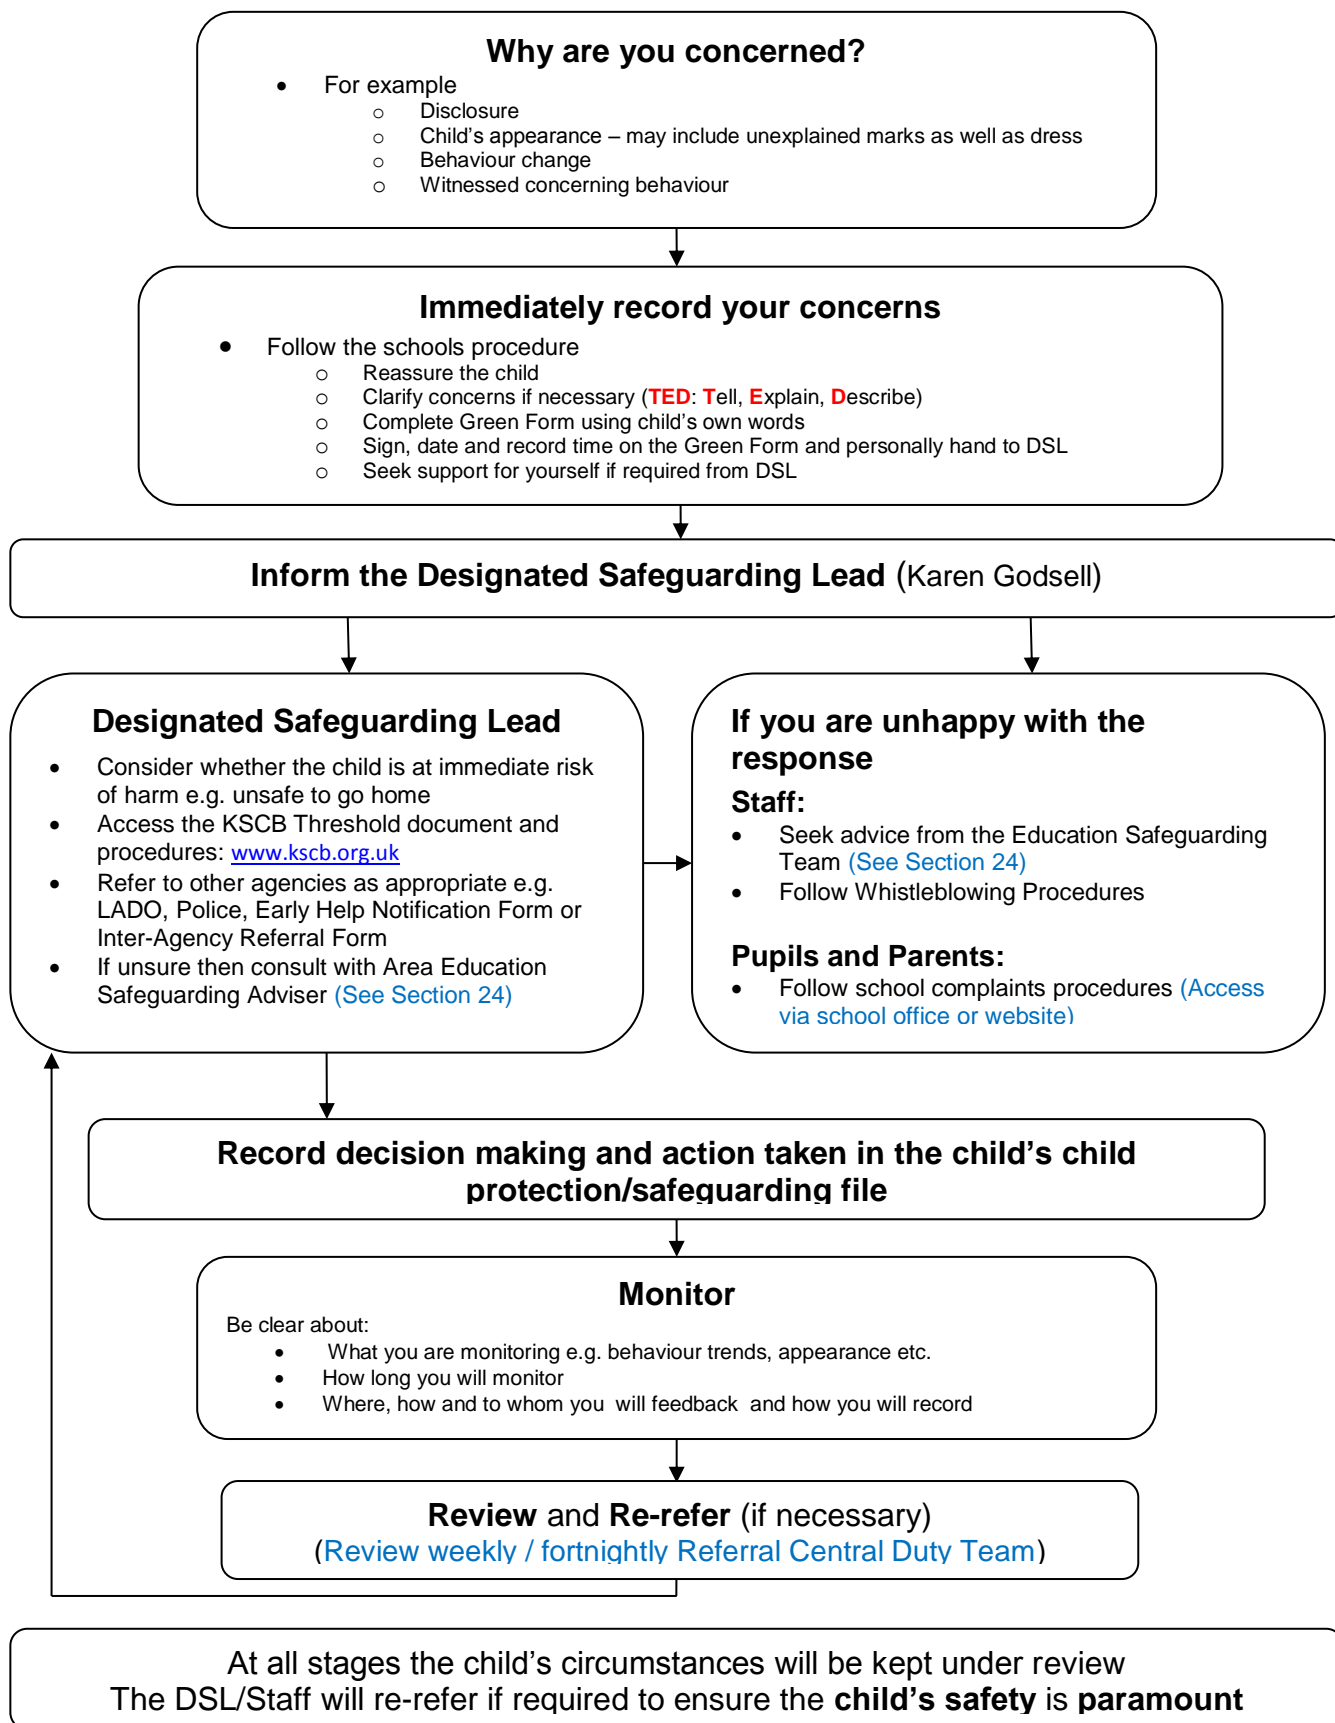 Why are you concerned?
• For example
o Disclosure
o Child’s appearance – may include unexplained marks as well as dress
o Behaviour change
o Witnessed concerning behaviour
Immediately record your concerns
• Follow the schools procedure
o Reassure the child
o Clarify concerns if necessary (TED: Tell, Explain, Describe)
o Complete Green Form using child’s own words
o Sign, date and record time on the Green Form and personally hand to DSL
o Seek support for yourself if required from DSL
Inform the Designated Safeguarding Lead (Karen Godsell)
Designated Safeguarding Lead
• Consider whether the child is at immediate risk
of harm e.g. unsafe to go home
• Access the KSCB Threshold document and
procedures: www.kscb.org.uk
• Refer to other agencies as appropriate e.g.
LADO, Police, Early Help Notification Form or
Inter-Agency Referral Form
• If unsure then consult with Area Education
Safeguarding Adviser (See Section 24)
If you are unhappy with the
response
Staff:
• Seek advice from the Education Safeguarding
Team (See Section 24)
• Follow Whistleblowing Procedures
Pupils and Parents:
• Follow school complaints procedures (Access
via school office or website)
Record decision making and action taken in the child’s child
protection/safeguarding file
Monitor
Be clear about:
• What you are monitoring e.g. behaviour trends, appearance etc.
• How long you will monitor
• Where, how and to whom you will feedback and how you will record
Review and Re-refer (if necessary)
(Review weekly / fortnightly Referral Central Duty Team)
At all stages the child’s circumstances will be kept under review
The DSL/Staff will re-refer if required to ensure the child’s safety is paramount